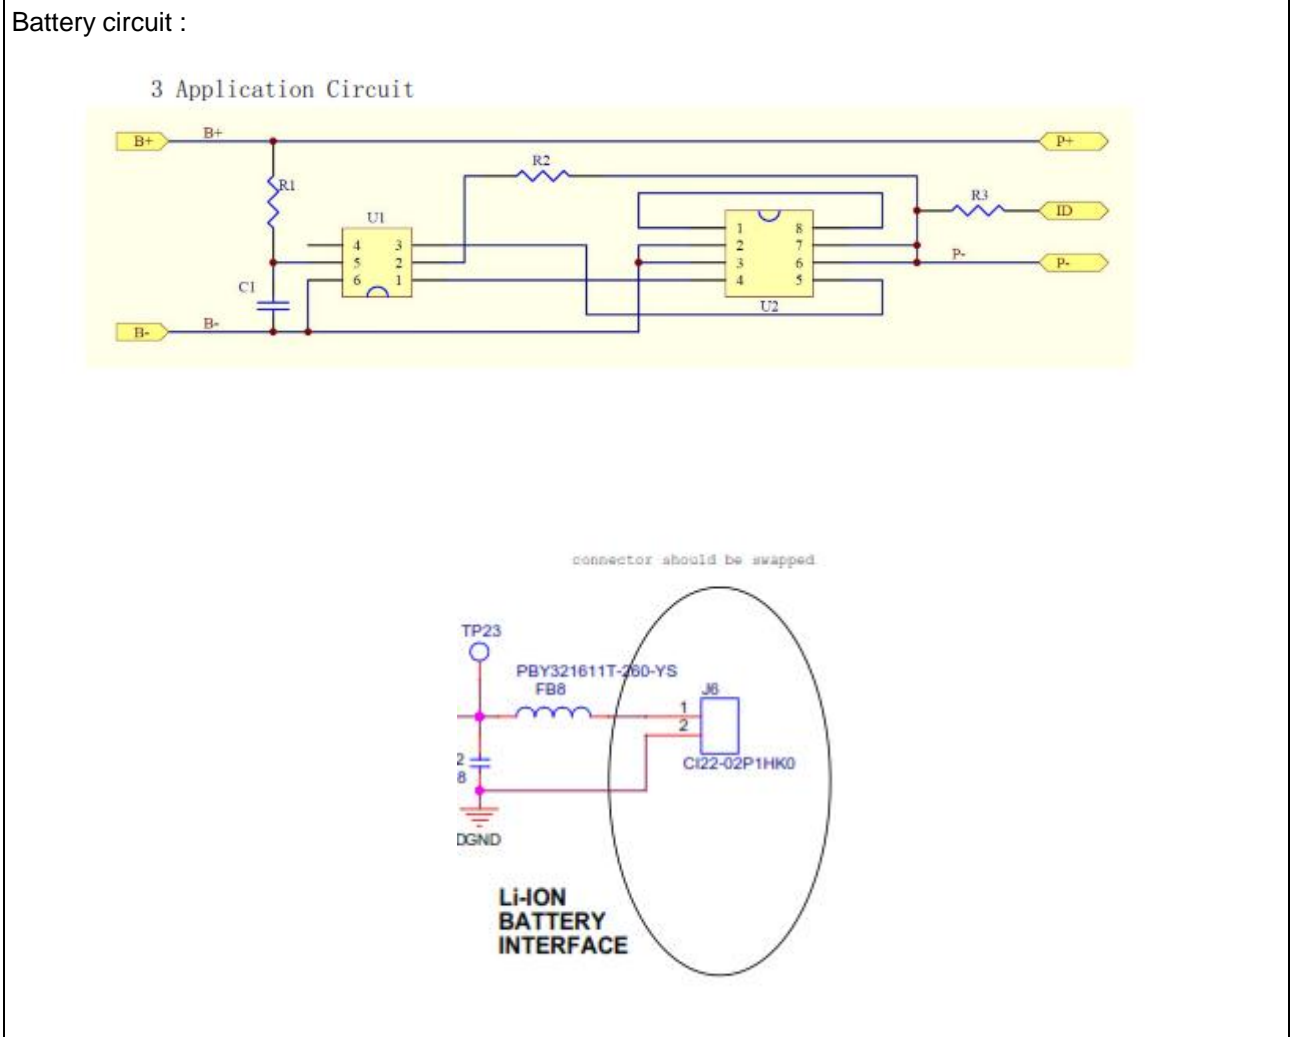 Battery circuit :
3 Application Circuit
B+
B+
P+
R2
R1
R3
ID
U1
1
8
4
3
2
7
5
2
3
6
P-
P-
6
1
4
5
C1
U2
B-
B-
connector should be swapped
TP23
PBY321611T-260-YS
FB8
J6
1
2
2
8
CI22-02P1HK0
DGND
Li-ION
BATTERY
INTERFACE